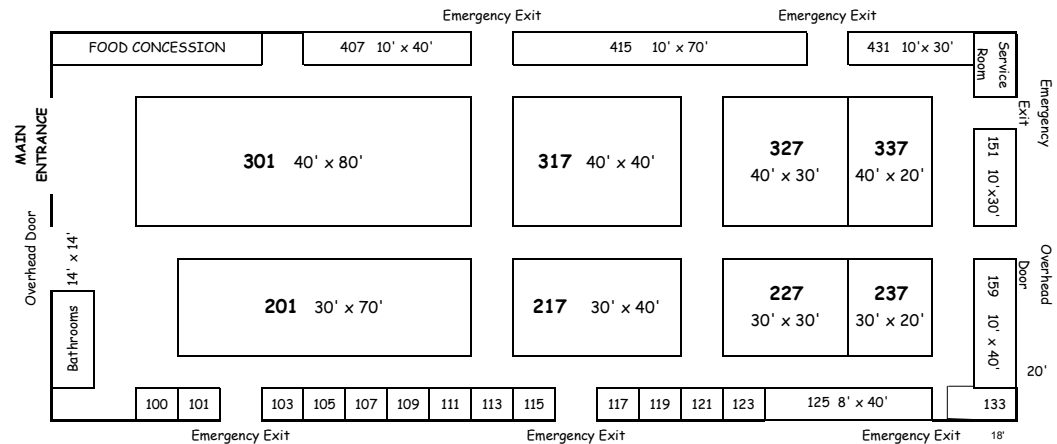 Emergency Exit
Emergency Exit
FOOD CONCESSION
407 10' x 40'
415 10' x 70'
431 10'x 30'
Service
Room
Emergency
Exit
MAIN
ENTRANCE
301 40' x 80'
317 40' x 40'
327
40' x 30'
337
40' x 20'
151 10'x30'
Overhead Door
14' x 14'
Overhead
Door
201 30' x 70'
217 30' x 40'
227
30' x 30'
237
30' x 20'
159 10' x 40'
Bathrooms
20'
100
101
103
105
107
109
111
113
115
117
119
121
123
125 8' x 40'
133
Emergency Exit
Emergency Exit
Emergency Exit
18'